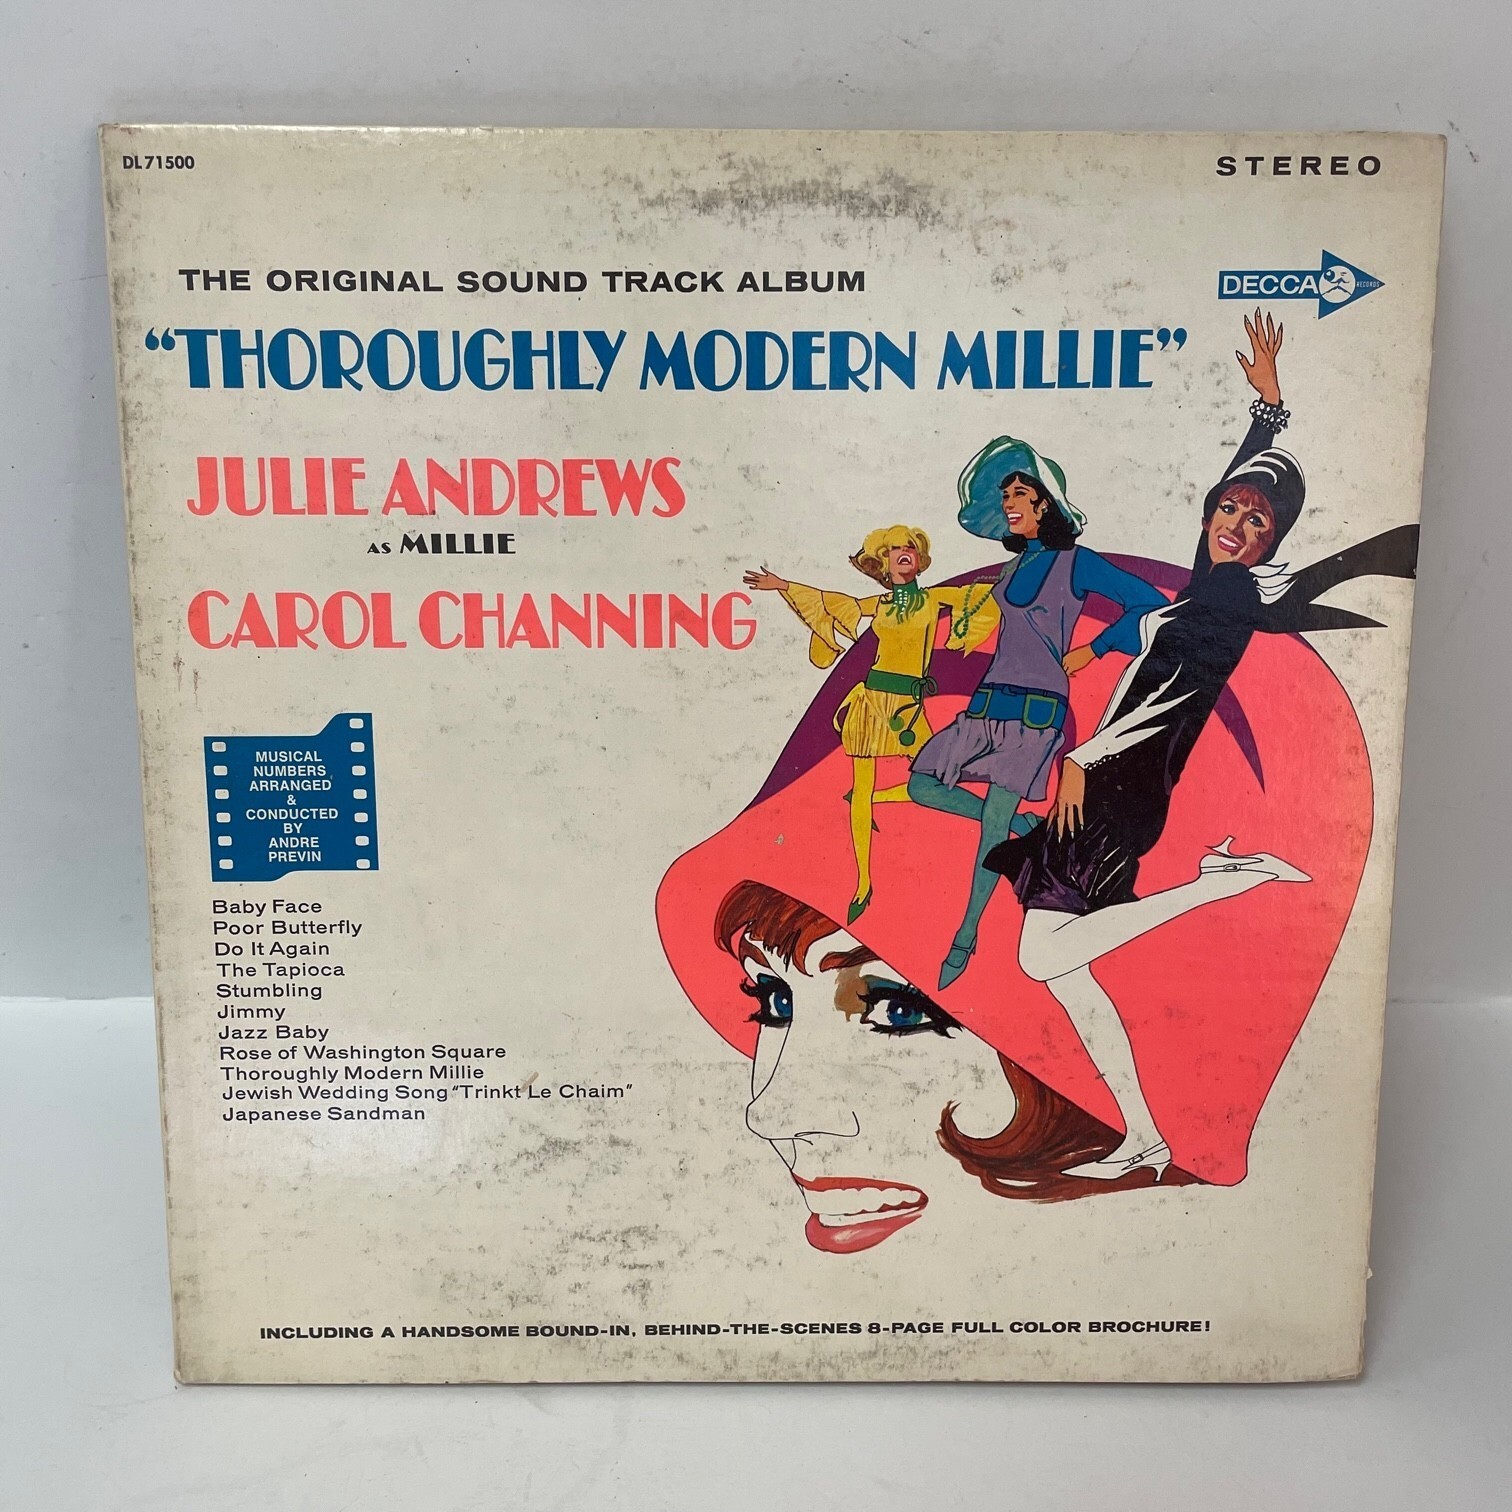 DL71500
STEREO
THE ORIGINAL SOUND TRACK ALBUM
DECCA RECORDS
“THOROUGHLY MODERN MILLIE”
JULIE ANDREWS
AS MILLIE
CAROL CHANNING
MUSICAL
NUMBERS
ARRANGED
&
CONDUCTED
BY
ANDRE
PREVIN
Baby Face
Poor Butterfly
Do It Again
The Tapioca
Stumbling
Jimmy
Jazz Baby
Rose of Washington Square
Thoroughly Modern Millie
Jewish Wedding Song “Trinkt Le Chaim”
Japanese Sandman
INCLUDING A HANDSOME BOUND-IN, BEHIND-THE-SCENES 8-PAGE FULL COLOR BROCHURE!